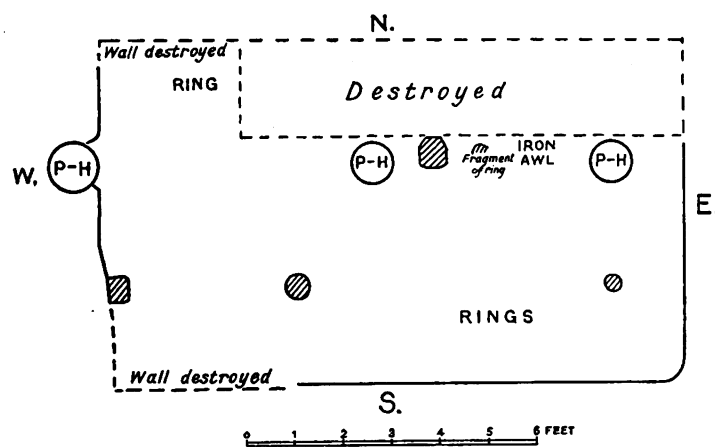 N.
Wall destroyed
RING
Destroyed
P-H
W.
P-H
Fragment
of ring
IRON
AWL
P-H
E
RINGS
Wall destroyed
S.
0 1 2 3 4 5 6 FEET